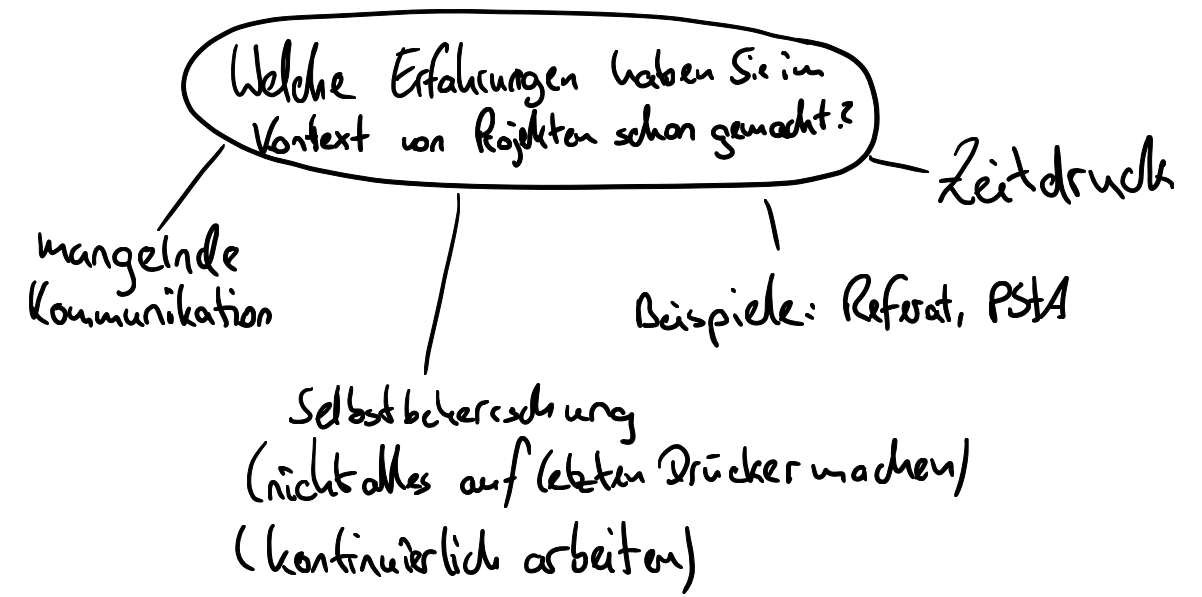 Welche Erfahrungen haben Sie im
Kontext von Projekten schon gemacht?
Zeitdruck
mangelnde
Kommunikation
Beispiele: Referat, PStA
Selbstbeherrschung
(nicht alles auf letzten Drücker machen)
(kontinuierlich arbeiten)